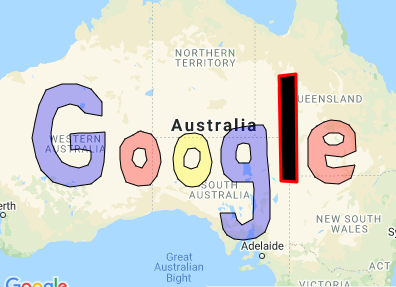 NORTHERN
TERRITORY
Google
QUEENSLAND
Australia
WESTERN
AUSTRALIA
SOUTH
AUSTRALIA
erth
NEW SOUTH
WALES
Sy
Adelaide
Great
Australian
Bight
ACT
VICTORIA
Google